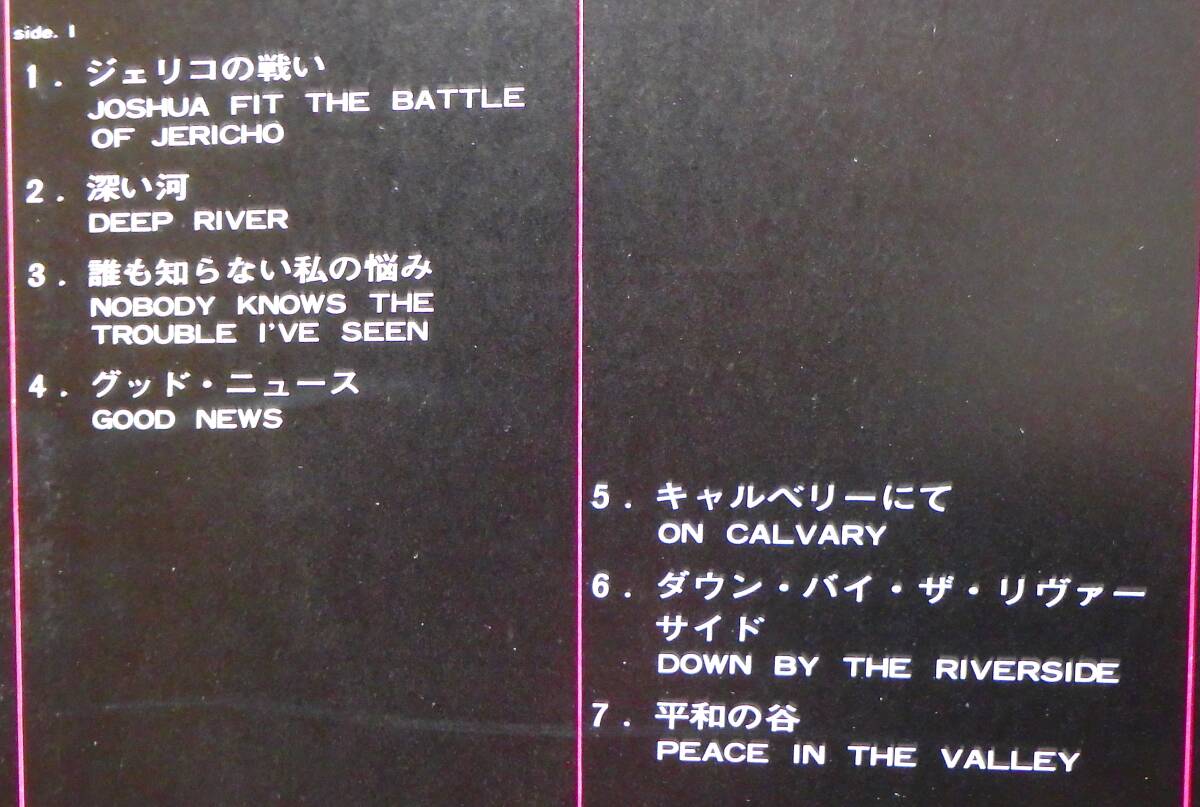 side. 1
1. ジェリコの戦い
JOSHUA FIT THE BATTLE
OF JERICHO
2. 深い河
DEEP RIVER
3. 誰も知らない私の悩み
NOBODY KNOWS THE
TROUBLE I'VE SEEN
4. グッド・ニュース
GOOD NEWS
5. キャルベリーにて
ON CALVARY
6. ダウン・バイ・ザ・リヴァー
サイド
DOWN BY THE RIVERSIDE
7. 平和の谷
PEACE IN THE VALLEY